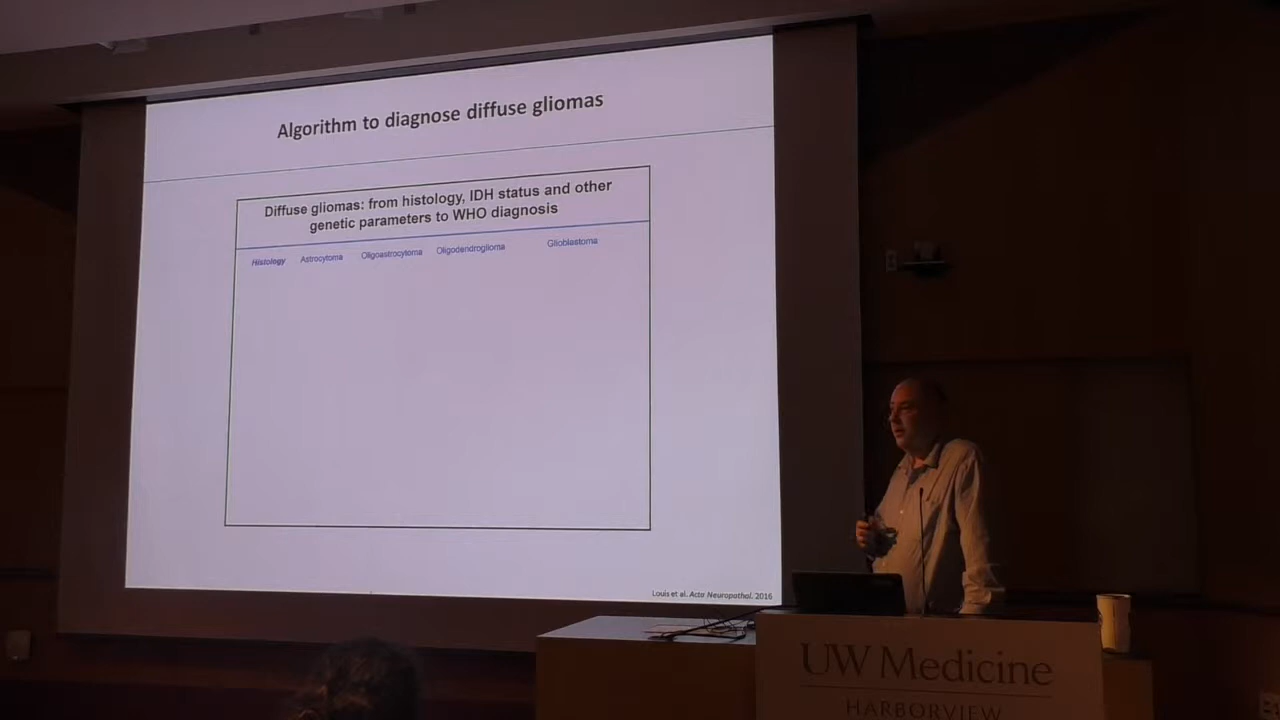 Algorithm to diagnose diffuse gliomas
Diffuse gliomas: from histology, IDH status and other
genetic parameters to WHO diagnosis
Histology Astrocytoma Oligoastrocytoma Oligodendroglioma Glioblastoma
Louis et al. Acta Neuropathol. 2016
UW Medicine
HARBORVIEW